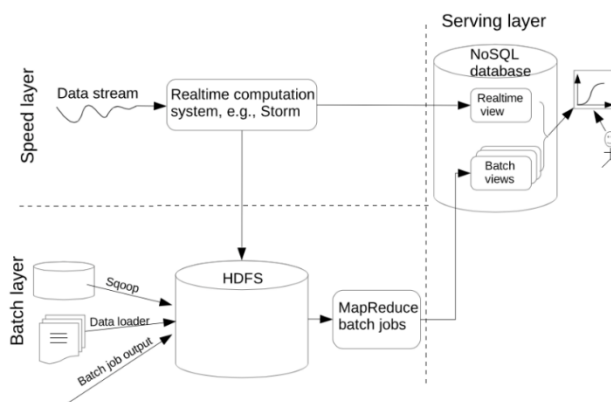 Serving layer
Speed layer
Data stream
Realtime computation
system, e.g., Storm
NoSQL
database
Realtime
view
Batch
views
Batch layer
Sqoop
Data loader
Batch job output
HDFS
MapReduce
batch jobs